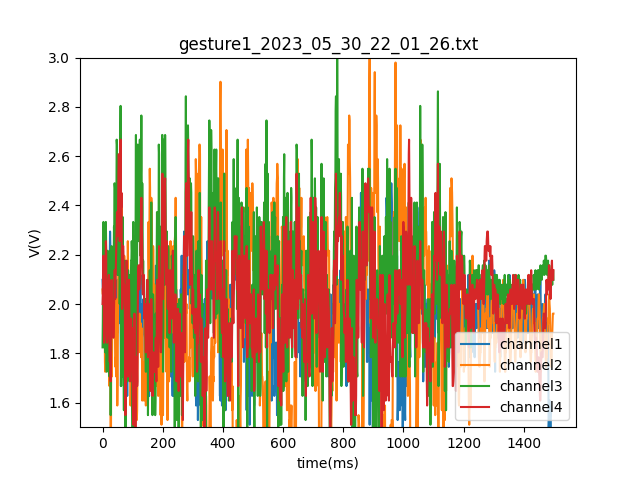 gesture1_2023_05_30_22_01_26.txt
3.0
2.8
2.6
2.4
2.2
2.0
1.8
1.6
V(V)
channel1
channel2
channel3
channel4
0 200 400 600 800 1000 1200 1400
time(ms)